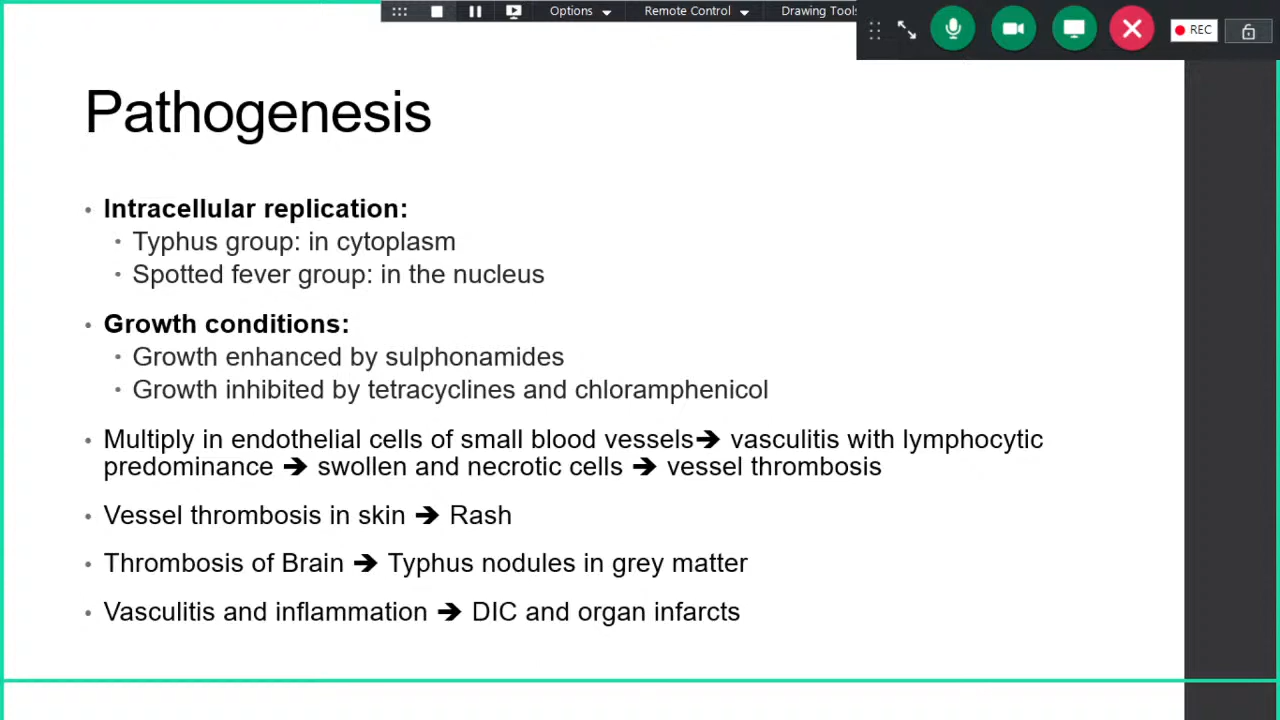 Options
Remote Control
Drawing Tools
REC
Pathogenesis
• Intracellular replication:
• Typhus group: in cytoplasm
• Spotted fever group: in the nucleus
• Growth conditions:
• Growth enhanced by sulphonamides
• Growth inhibited by tetracyclines and chloramphenicol
• Multiply in endothelial cells of small blood vessels➔ vasculitis with lymphocytic
predominance ➔ swollen and necrotic cells ➔ vessel thrombosis
• Vessel thrombosis in skin ➔ Rash
• Thrombosis of Brain ➔ Typhus nodules in grey matter
• Vasculitis and inflammation ➔ DIC and organ infarcts